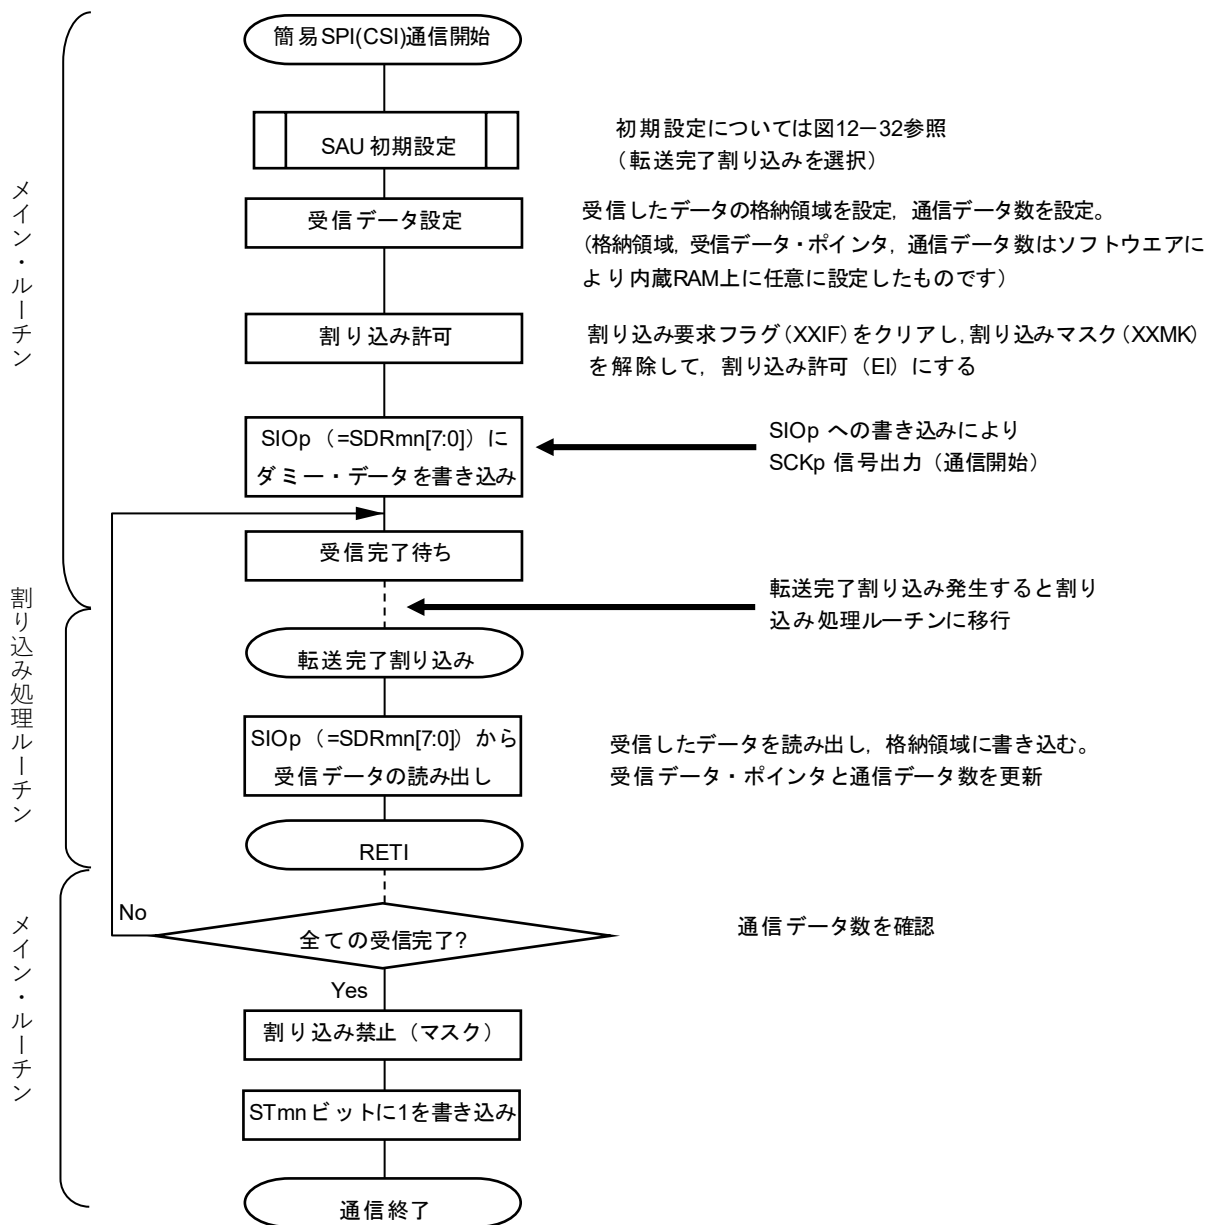 簡易SPI(CSI)通信開始
SAU 初期設定
初期設定については図12-32参照
（転送完了割り込みを選択）
受信データ設定
受信したデータの格納領域を設定，通信データ数を設定。
（格納領域，受信データ・ポインタ，通信データ数はソフトウエアに
より内蔵RAM上に任意に設定したものです）
割り込み許可
割り込み要求フラグ（XXIF）をクリアし，割り込みマスク（XXMK）
を解除して，割り込み許可（EI）にする
SIOp（=SDRmn[7:0]）に
ダミー・データを書き込み
SIOp への書き込みにより
SCKp 信号出力（通信開始）
受信完了待ち
転送完了割り込み発生すると割り
込み処理ルーチンに移行
転送完了割り込み
SIOp（=SDRmn[7:0]）から
受信データの読み出し
受信したデータを読み出し，格納領域に書き込む。
受信データ・ポインタと通信データ数を更新
RETI
No
全ての受信完了?
通信データ数を確認
Yes
割り込み禁止（マスク）
STmn ビットに1を書き込み
通信終了
メイン・ルーチン
割り込み処理ルーチン
メイン・ルーチン